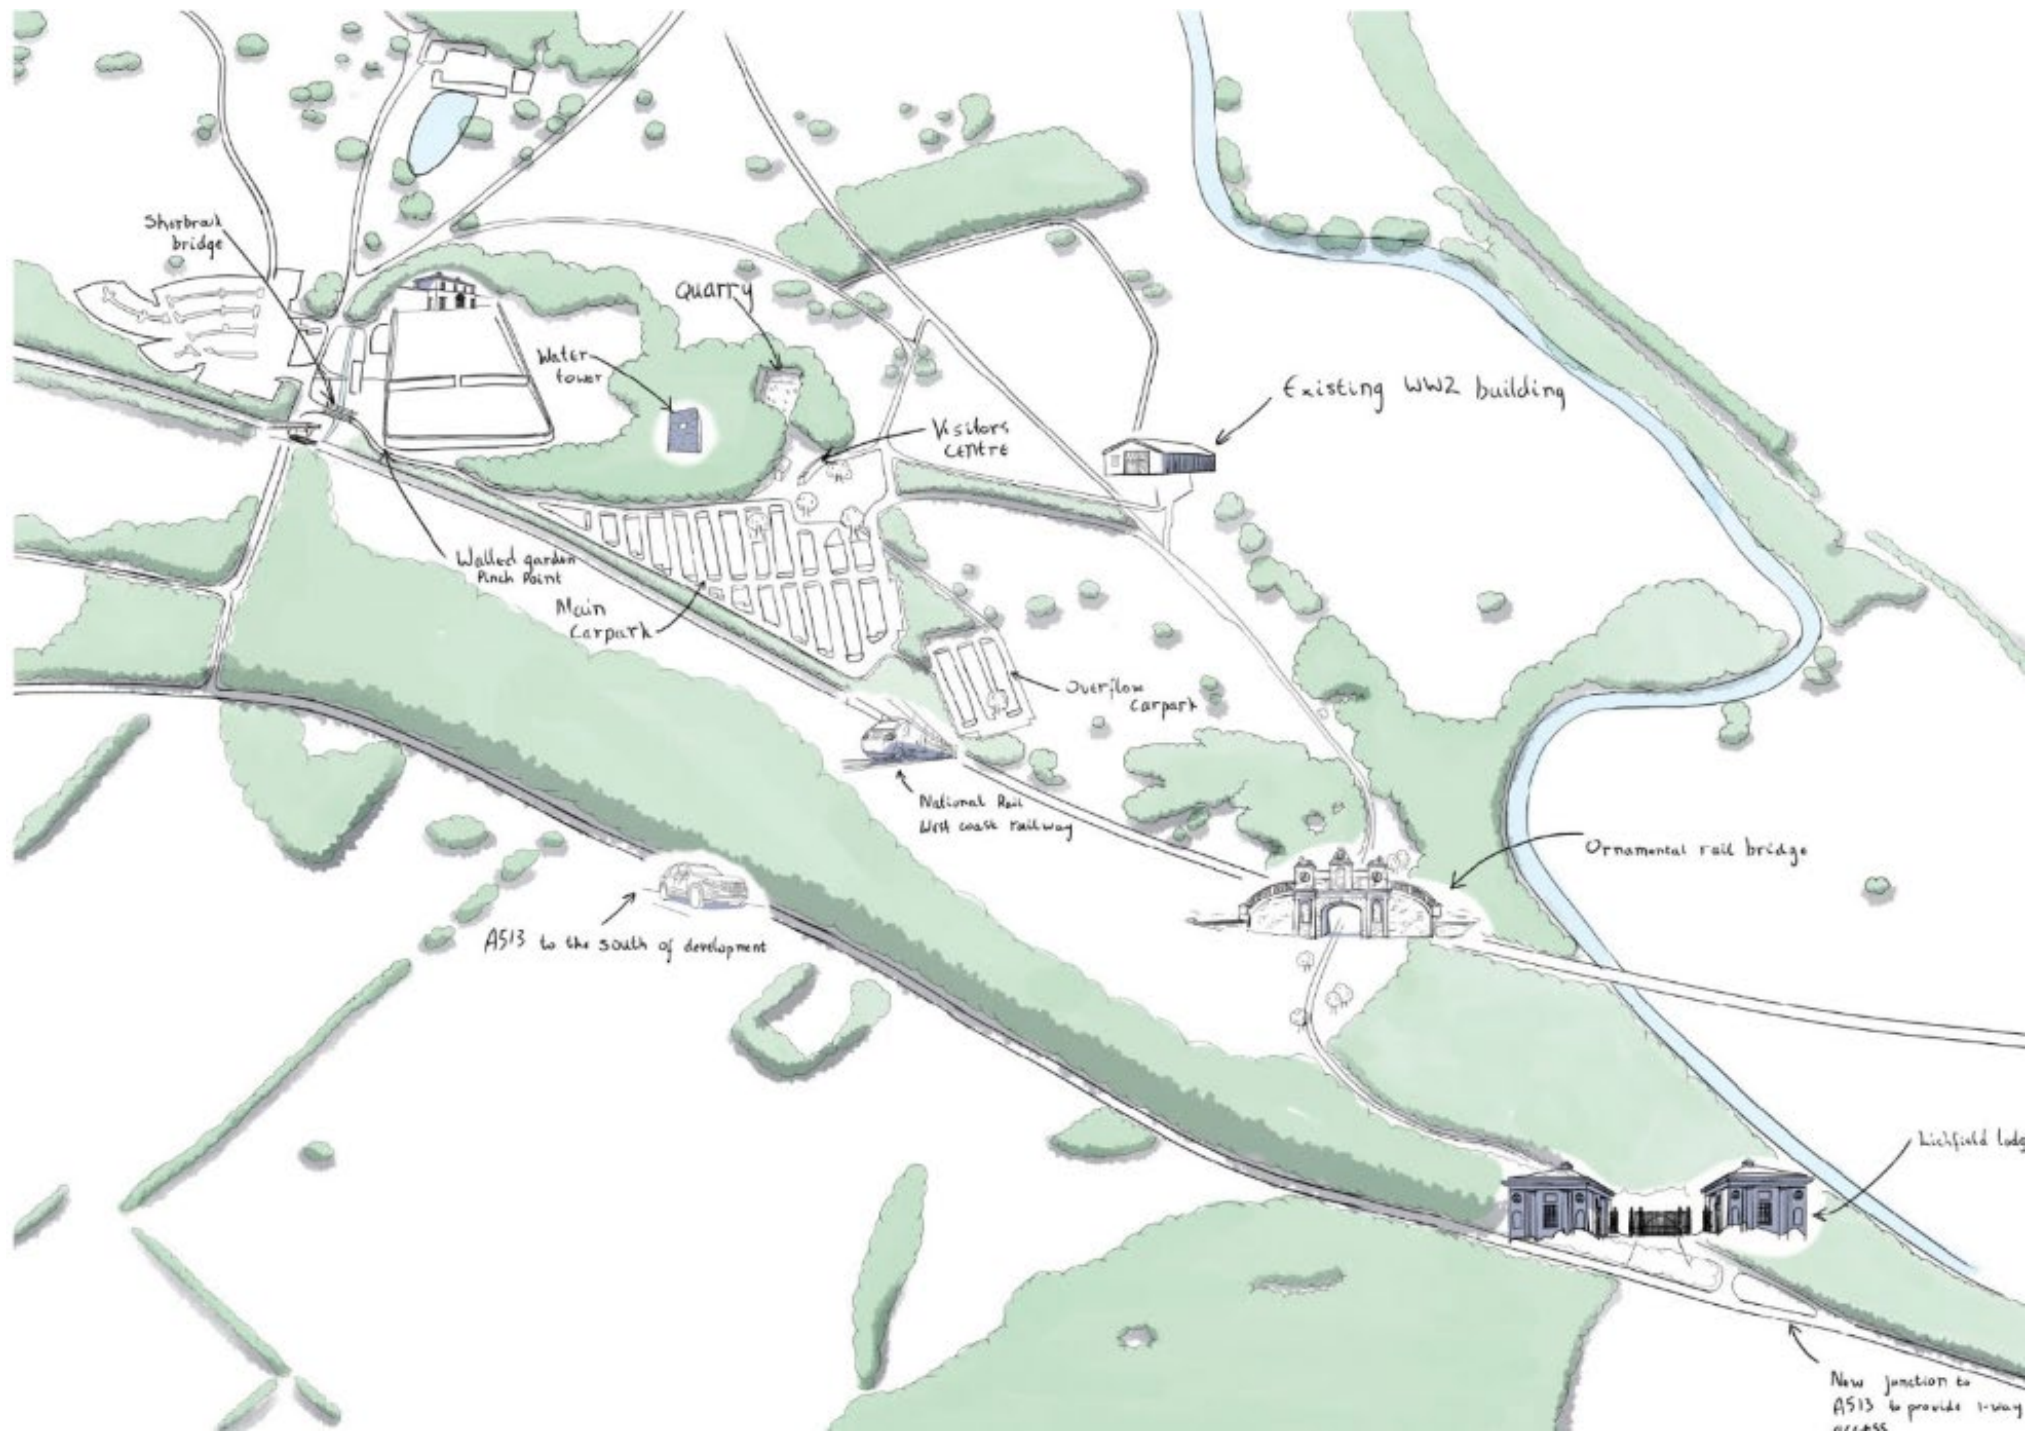 Shorbrook
bridge
Quarry
Water
tower
Existing WW2 building
Visitors
Centre
Walled garden
Pinch Point
Main
Carpark
Overflow
Carpark
National Rail
West coast railway
Ornamental rail bridge
A513 to the south of development
Lichfield
New junction to
A513 to provide 1-way
access